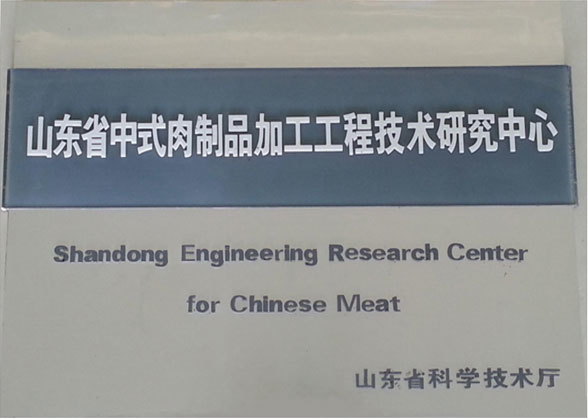 山东省中式肉制品加工工程技术研究中心
Shandong Engineering Research Center
for Chinese Meat
山东省科学技术厅